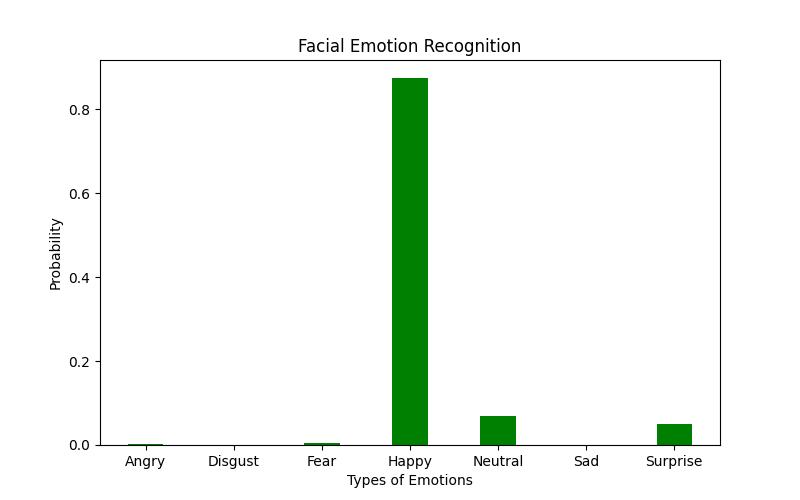 Facial Emotion Recognition
0.8
0.6
0.4
0.2
0.0
Probability
Angry Disgust Fear Happy Neutral Sad Surprise
Types of Emotions